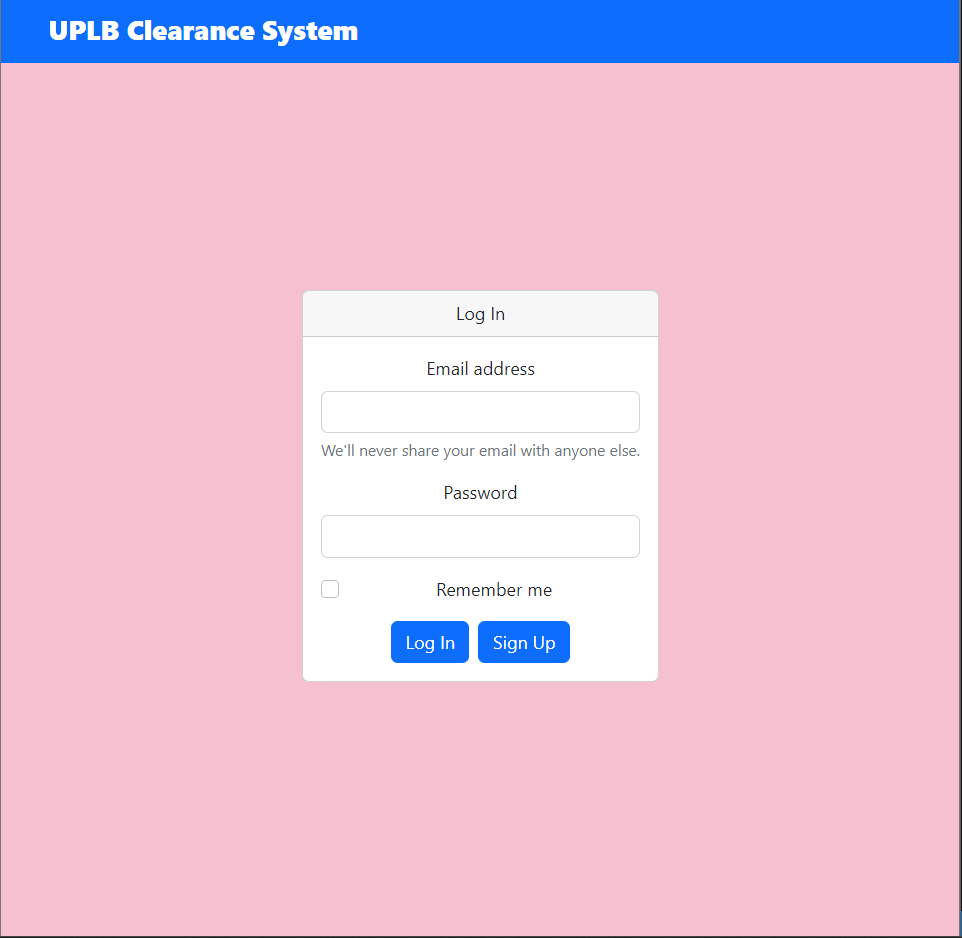 UPLB Clearance System
Log In
Email address
We'll never share your email with anyone else.
Password
Remember me
Log In Sign Up